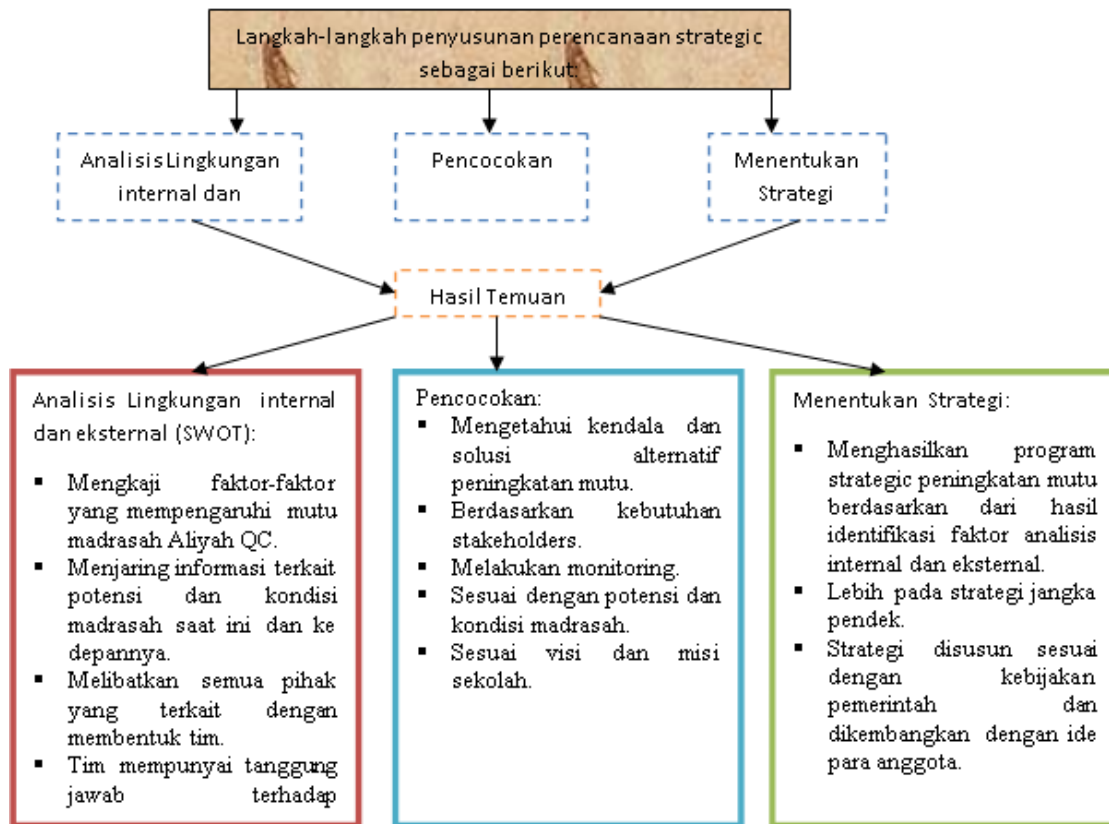 Langkah-langkah penyusunan perencanaan strategic
sebagai berikut:
Analisis Lingkungan
internal dan
Pencocokan
Menentukan
Strategi
Hasil Temuan
Analisis Lingkungan internal
dan eksternal (SWOT):
▪ Mengkaji faktor-faktor
yang mempengaruhi mutu
madrasah Aliyah QC.
▪ Menjaring informasi terkait
potensi dan kondisi
madrasah saat ini dan ke
depannya.
▪ Melibatkan semua pihak
yang terkait dengan
membentuk tim.
▪ Tim mempunyai tanggung
jawab terhadap
Pencocokan:
▪ Mengetahui kendala dan
solusi alternatif
peningkatan mutu.
▪ Berdasarkan kebutuhan
stakeholders.
▪ Melakukan monitoring.
▪ Sesuai dengan potensi dan
kondisi madrasah.
▪ Sesuai visi dan misi
sekolah.
Menentukan Strategi:
▪ Menghasilkan program
strategic peningkatan mutu
berdasarkan dari hasil
identifikasi faktor analisis
internal dan eksternal.
▪ Lebih pada strategi jangka
pendek.
▪ Strategi disusun sesuai
dengan kebijakan
pemerintah dan
dikembangkan dengan ide
para anggota.